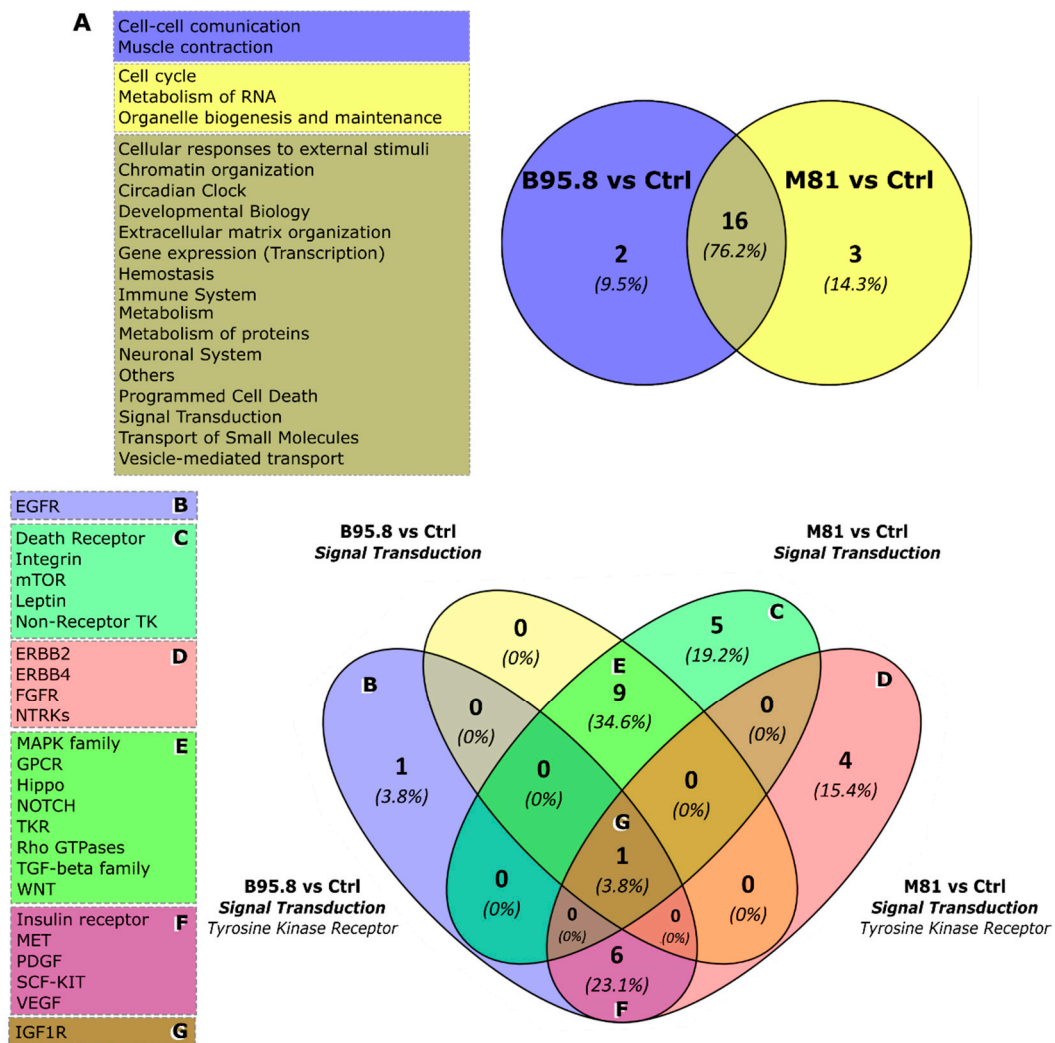 A
Cell-cell comunication
Muscle contraction
Cell cycle
Metabolism of RNA
Organelle biogenesis and maintenance
Cellular responses to external stimuli
Chromatin organization
Circadian Clock
Developmental Biology
Extracellular matrix organization
Gene expression (Transcription)
Hemostasis
Immune System
Metabolism
Metabolism of proteins
Neuronal System
Others
Programmed Cell Death
Signal Transduction
Transport of Small Molecules
Vesicle-mediated transport
B95.8 vs Ctrl
M81 vs Ctrl
2
(9.5%)
16
(76.2%)
3
(14.3%)
EGFR B
Death Receptor C
Integrin
mTOR
Leptin
Non-Receptor TK
ERBB2 D
ERBB4
FGFR
NTRKs
MAPK family E
GPCR
Hippo
NOTCH
TKR
Rho GTPases
TGF-beta family
WNT
Insulin receptor F
MET
PDGF
SCF-KIT
VEGF
IGF1R G
B95.8 vs Ctrl
Signal Transduction
M81 vs Ctrl
Signal Transduction
0
(0%)
5
(19.2%)
C
E
9
(34.6%)
B
D
0
(0%)
0
(0%)
1
(3.8%)
0
(0%)
0
(0%)
4
(15.4%)
G
1
(3.8%)
0
(0%)
0
(0%)
0
(0%)
0
(0%)
6
(23.1%)
F
B95.8 vs Ctrl
Signal Transduction
Tyrosine Kinase Receptor
M81 vs Ctrl
Signal Transduction
Tyrosine Kinase Receptor